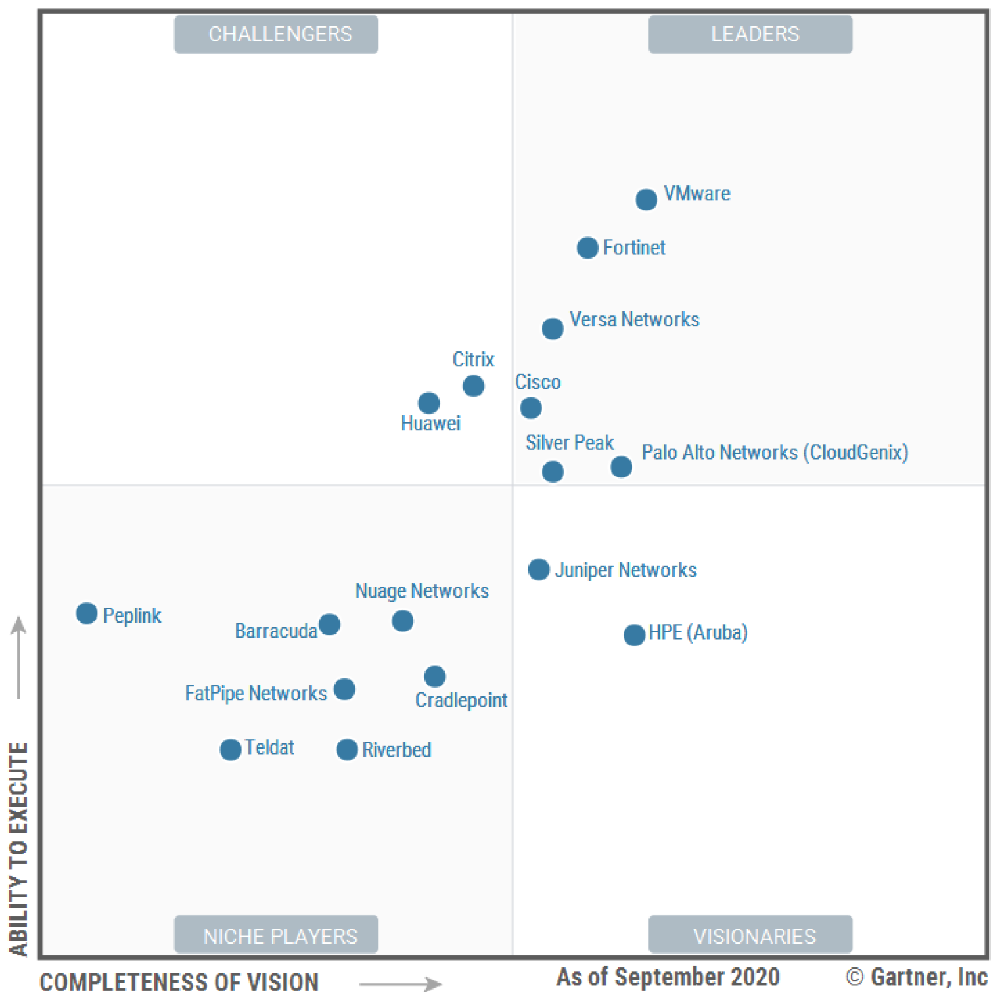 CHALLENGERS
LEADERS
VMware
Fortinet
Versa Networks
Citrix
Cisco
Huawei
Silver Peak
Palo Alto Networks (CloudGenix)
Juniper Networks
Nuage Networks
Peplink
Barracuda
HPE (Aruba)
FatPipe Networks
Cradlepoint
Teldat
Riverbed
ABILITY TO EXECUTE
NICHE PLAYERS
VISIONARIES
COMPLETENESS OF VISION
As of September 2020
© Gartner, Inc